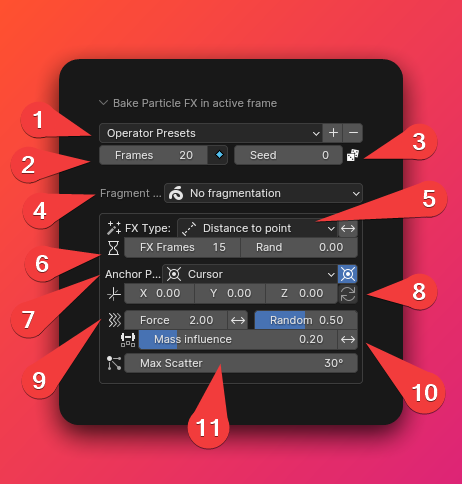 Bake Particle FX in active frame
1
Operator Presets
2
Frames 20 Seed 0
3
4
Fragment ... No fragmentation
5
FX Type: Distance to point
6
FX Frames 15 Rand 0.00
Anchor P... Cursor
7
X 0.00 Y 0.00 Z 0.00
8
Force 2.00 Random 0.50
9
Mass influence 0.20
10
Max Scatter 30°
11